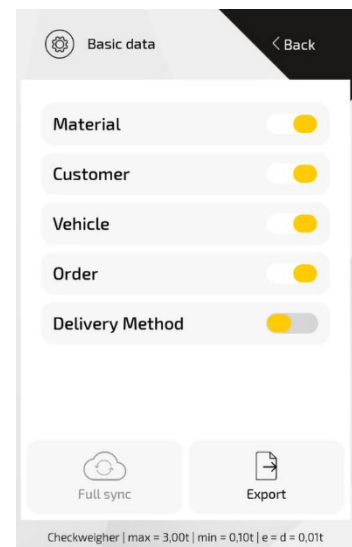 Basic data
< Back
Material
Customer
Vehicle
Order
Delivery Method
Full sync
Export
Checkweigher | max = 3,00t | min = 0,10t | e = d = 0,01t